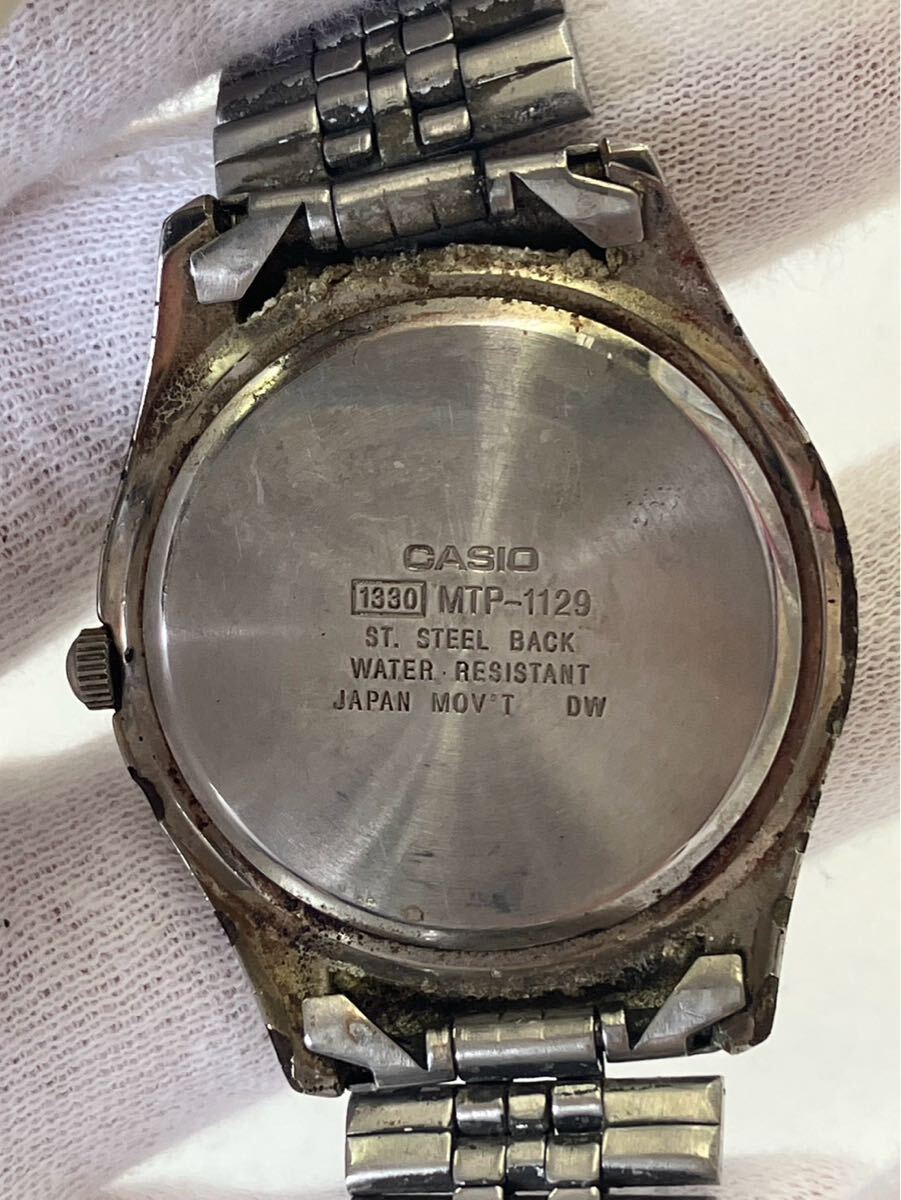 CASIO
1330 MTP-1129
ST. STEEL BACK
WATER·RESISTANT
JAPAN MOV'T DW